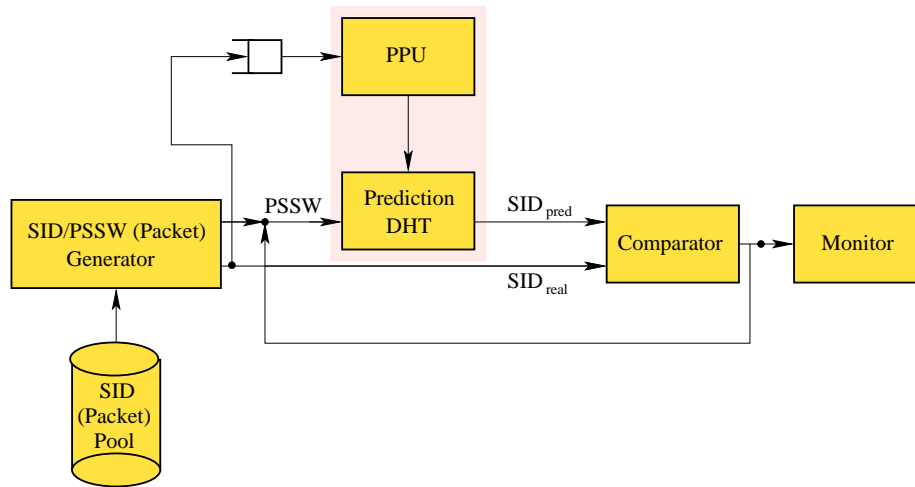 PPU
PSSW
Prediction
DHT
SID pred
SID/PSSW (Packet)
Generator
Comparator
Monitor
SID real
SID
(Packet)
Pool